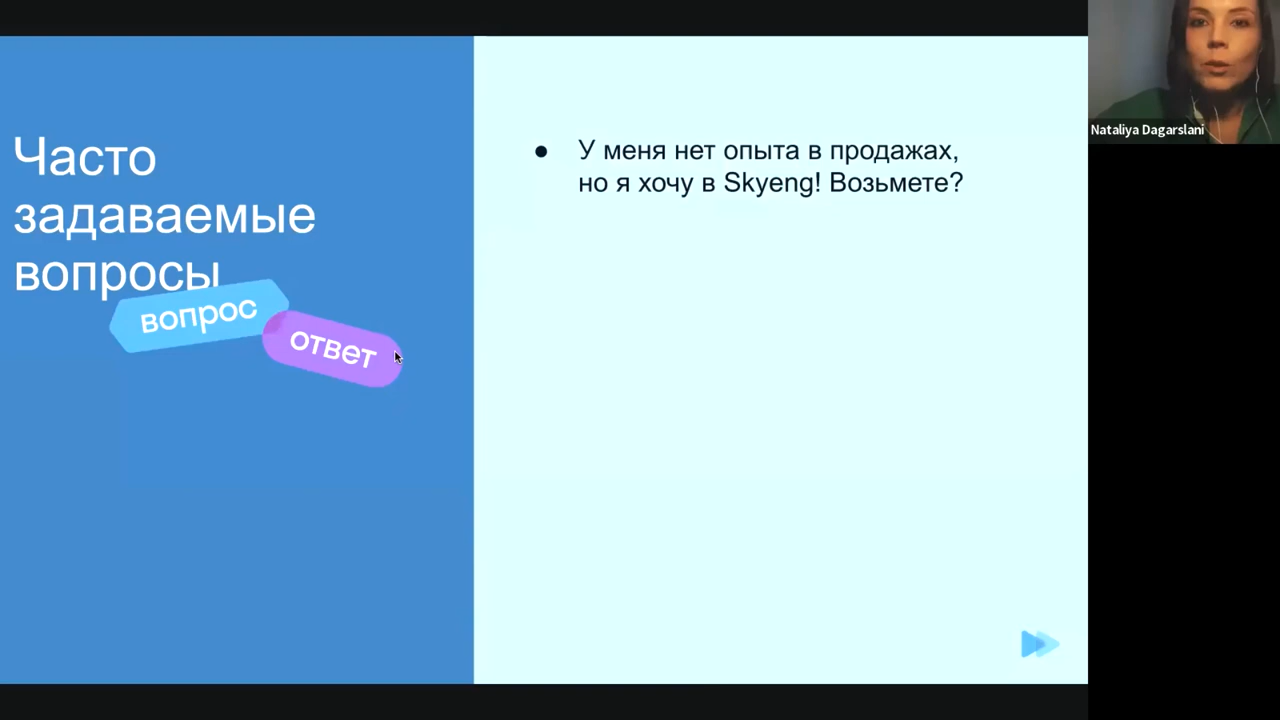 Часто
задаваемые
вопросы
вопрос
ответ
● У меня нет опыта в продажах,
но я хочу в Skyeng! Возьмете?
Nataliya Dagarslani